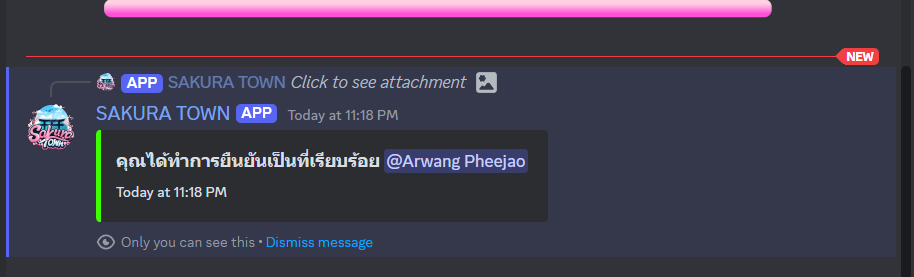 NEW
APP SAKURA TOWN Click to see attachment
SAKURA TOWN APP Today at 11:18 PM
Sakura
TOWN
คุณได้ทำการยืนยันเป็นที่เรียบร้อย @Arwang Pheejao
Today at 11:18 PM
Only you can see this • Dismiss message